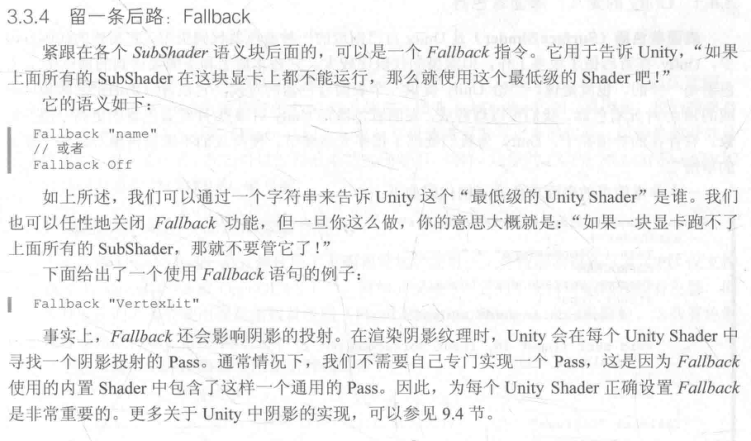 3.3.4 留一条后路：Fallback
紧跟在各个 SubShader 语义块后面的，可以是一个 Fallback 指令。它用于告诉 Unity，“如果
上面所有的 SubShader 在这块显卡上都不能运行，那么就使用这个最低级的 Shader 吧！”
它的语义如下：
Fallback "name"
// 或者
Fallback Off
如上所述，我们可以通过一个字符串来告诉 Unity 这个“最低级的 Unity Shader”是谁。我们
也可以任性地关闭 Fallback 功能，但一旦你这么做，你的意思大概就是：“如果一块显卡跑不了
上面所有的 SubShader，那就不要管它了！”
下面给出了一个使用 Fallback 语句的例子：
Fallback "VertexLit"
事实上，Fallback 还会影响阴影的投射。在渲染阴影纹理时，Unity 会在每个 Unity Shader 中
寻找一个阴影投射的 Pass。通常情况下，我们不需要自己专门实现一个 Pass，这是因为 Fallback
使用的内置 Shader 中包含了这样一个通用的 Pass。因此，为每个 Unity Shader 正确设置 Fallback
是非常重要的。更多关于 Unity 中阴影的实现，可以参见 9.4 节。